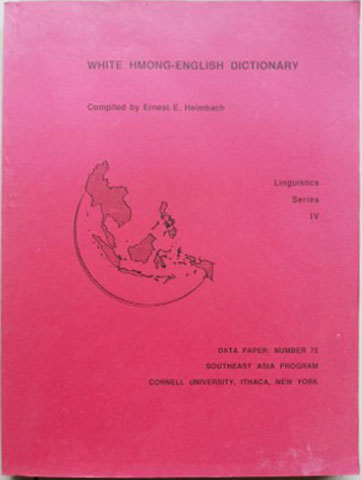 WHITE HMONG-ENGLISH DICTIONARY
Compiled by Ernest E. Heimbach
Linguistics
Series
IV
DATA PAPER: NUMBER 75
SOUTHEAST ASIA PROGRAM
CORNELL UNIVERSITY, ITHACA, NEW YORK